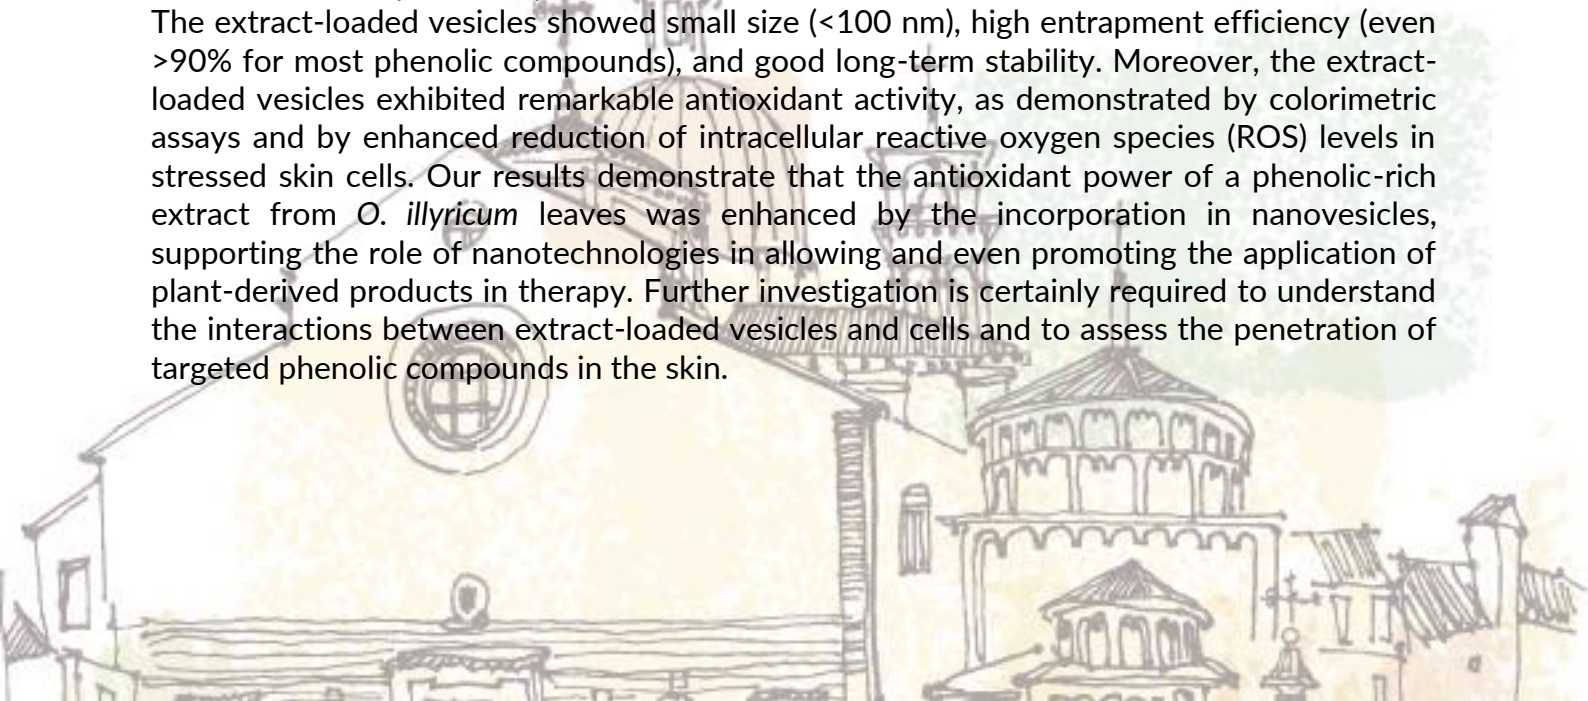 The extract-loaded vesicles showed small size (<100 nm), high entrapment efficiency (even
>90% for most phenolic compounds), and good long-term stability. Moreover, the extract-
loaded vesicles exhibited remarkable antioxidant activity, as demonstrated by colorimetric
assays and by enhanced reduction of intracellular reactive oxygen species (ROS) levels in
stressed skin cells. Our results demonstrate that the antioxidant power of a phenolic-rich
extract from O. illyricum leaves was enhanced by the incorporation in nanovesicles,
supporting the role of nanotechnologies in allowing and even promoting the application of
plant-derived products in therapy. Further investigation is certainly required to understand
the interactions between extract-loaded vesicles and cells and to assess the penetration of
targeted phenolic compounds in the skin.